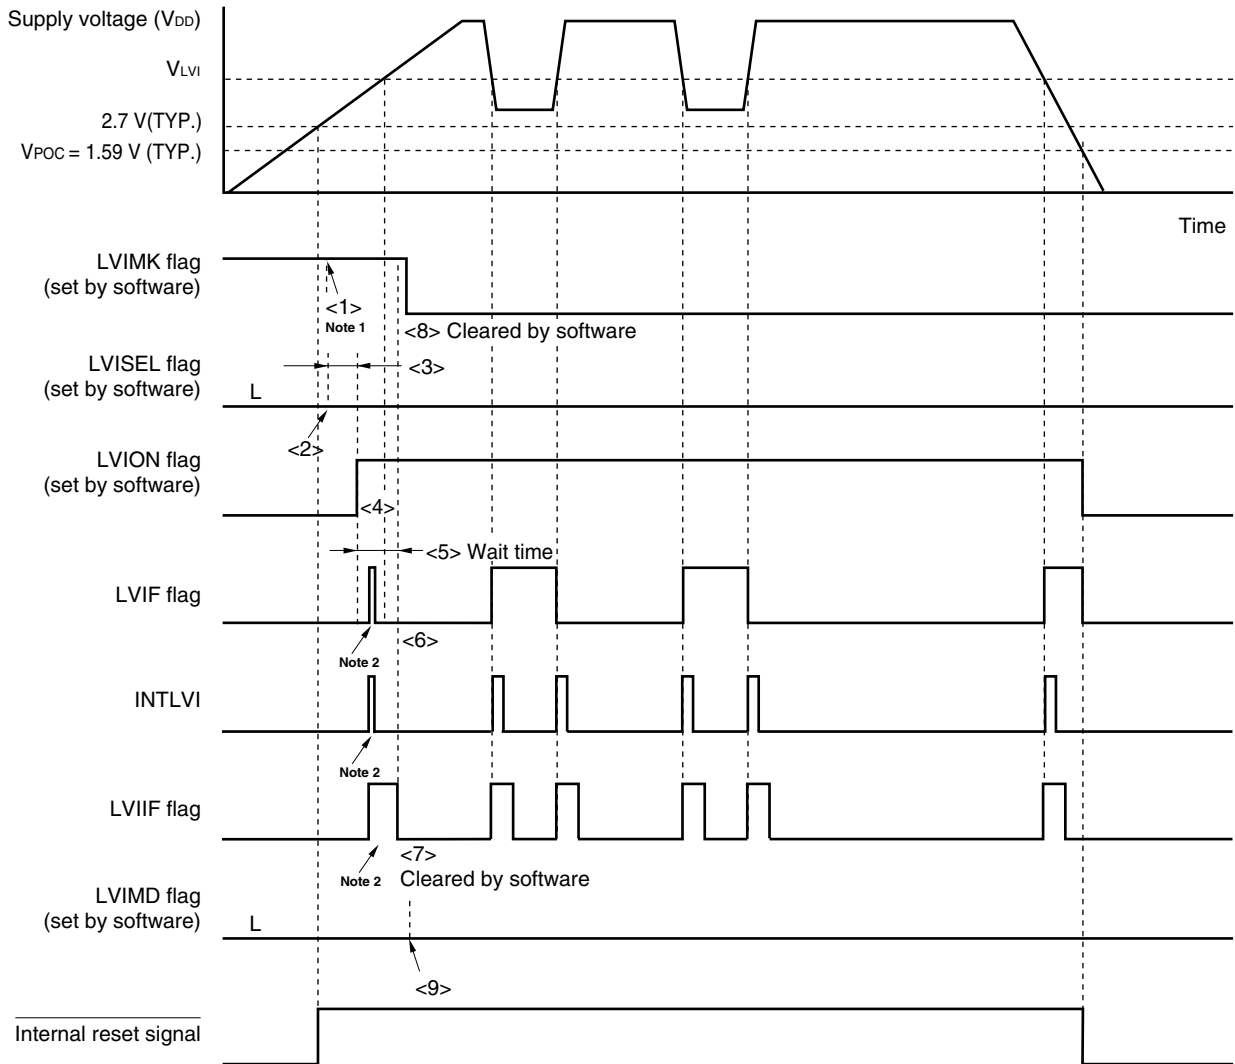 Supply voltage (VDD)
VLVI
2.7 V(TYP.)
VPOC = 1.59 V (TYP.)
Time
LVIMK flag
(set by software)
<1>
Note 1
<8> Cleared by software
LVISEL flag
(set by software)
<3>
L
<2>
LVION flag
(set by software)
<4>
<5> Wait time
LVIF flag
<6>
Note 2
INTLVI
Note 2
LVIIF flag
<7>
Note 2
Cleared by software
LVIMD flag
(set by software)
L
<9>
Internal reset signal